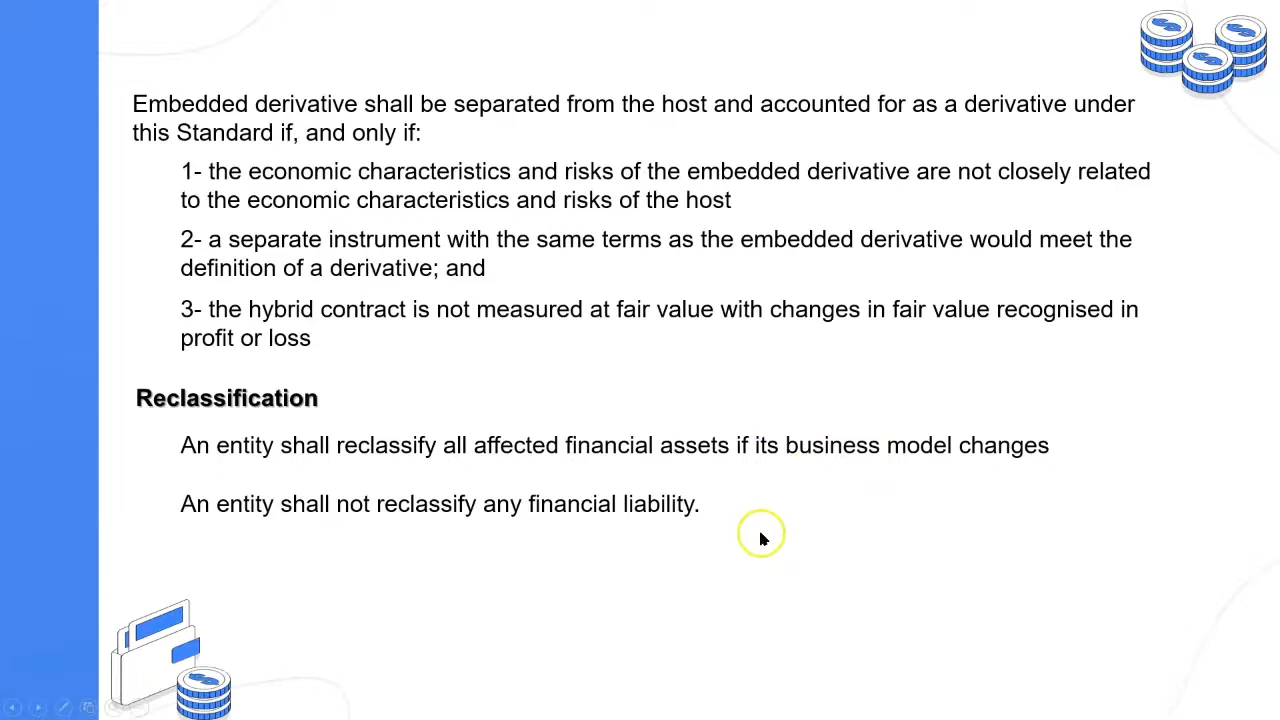 Embedded derivative shall be separated from the host and accounted for as a derivative under
this Standard if, and only if:
1- the economic characteristics and risks of the embedded derivative are not closely related
to the economic characteristics and risks of the host
2- a separate instrument with the same terms as the embedded derivative would meet the
definition of a derivative; and
3- the hybrid contract is not measured at fair value with changes in fair value recognised in
profit or loss
Reclassification
An entity shall reclassify all affected financial assets if its business model changes
An entity shall not reclassify any financial liability.